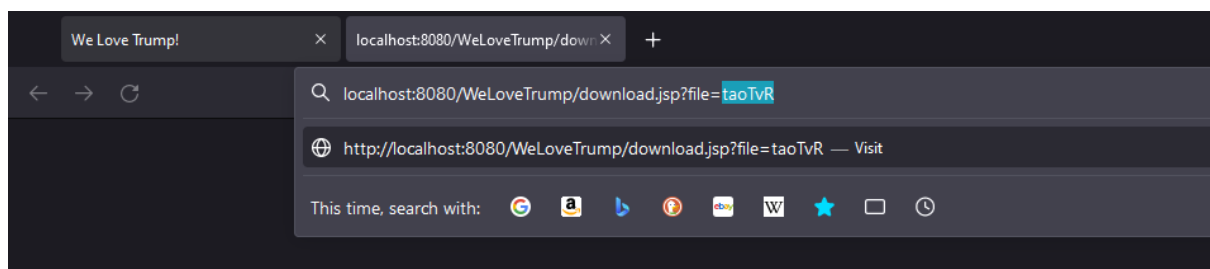 We Love Trump!
localhost:8080/WeLoveTrump/down
localhost:8080/WeLoveTrump/download.jsp?file=taoTvR
http://localhost:8080/WeLoveTrump/download.jsp?file=taoTvR — Visit
This time, search with: G a b ebay W